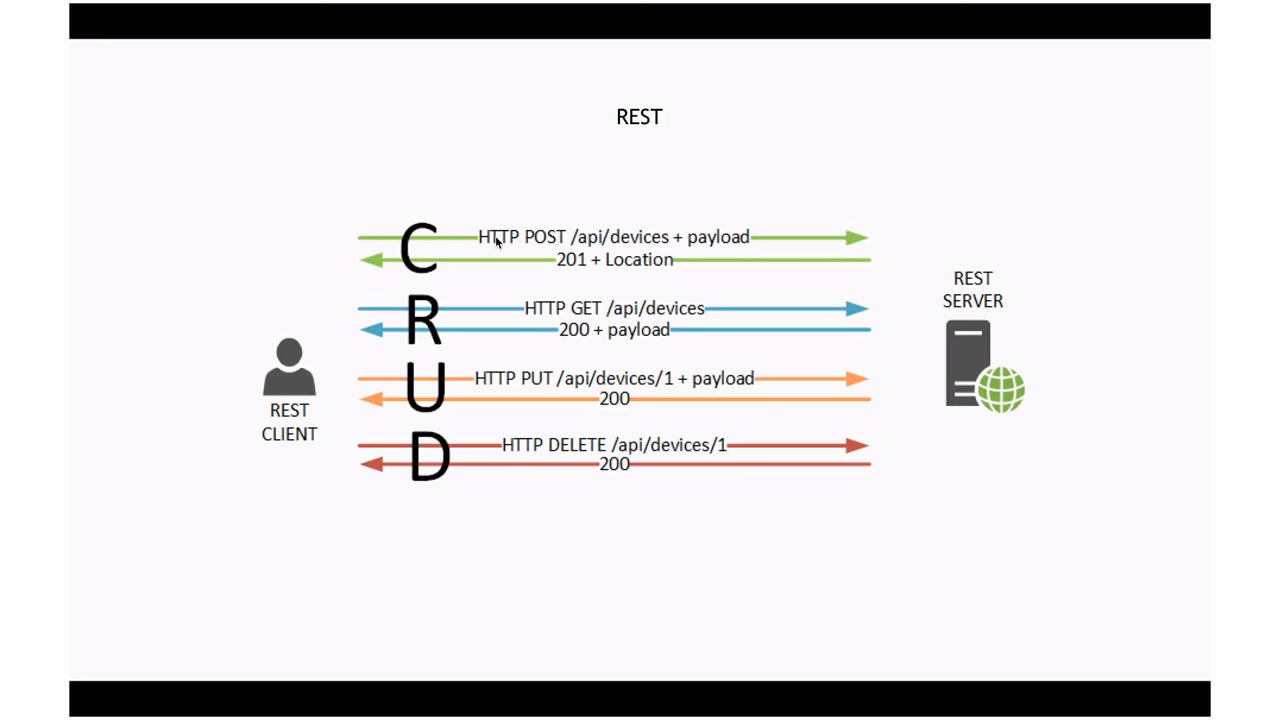 REST
C
HTTP POST /api/devices + payload
201 + Location
R
HTTP GET /api/devices
200 + payload
U
HTTP PUT /api/devices/1 + payload
200
D
HTTP DELETE /api/devices/1
200
REST
CLIENT
REST
SERVER